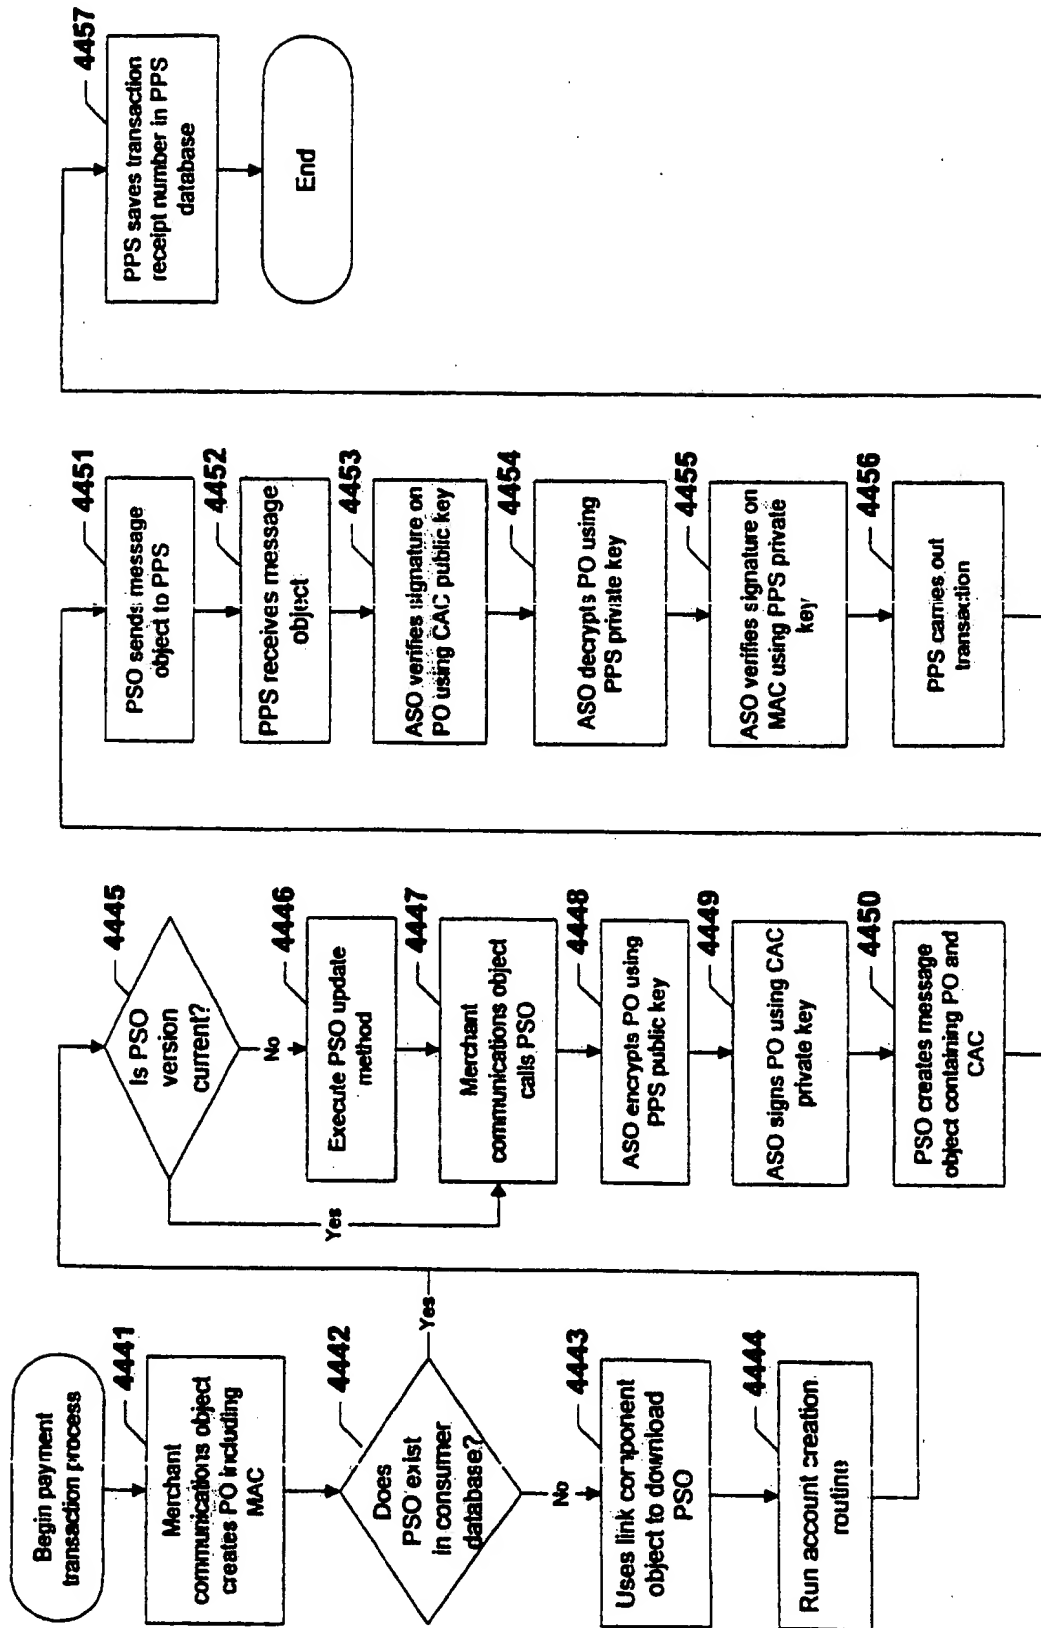 Begin payment
transaction process
4441
Merchant
communications object
creates PO including
MAC
4442
Does
PSO exist
in consumer
database?
Yes
No
4443
Uses link component
object to download
PSO
4444
Run account creation
routine
4445
Is PSO
version
current?
Yes
No
4446
Execute PSO update
method
4447
Merchant
communications object
calls PSO
4448
ASO encrypts PO using
PPS public key
4449
ASO signs PO using CAC
private key
4450
PSO creates message
object containing PO and
CAC
4451
PSO sends message
object to PPS
4452
PPS receives message
object
4453
ASO verifies signature on
PO using CAC public key
4454
ASO decrypts PO using
PPS private key
4455
ASO verifies signature on
MAC using PPS private
key
4456
PPS carries out
transaction
4457
PPS saves transaction
receipt number in PPS
database
End